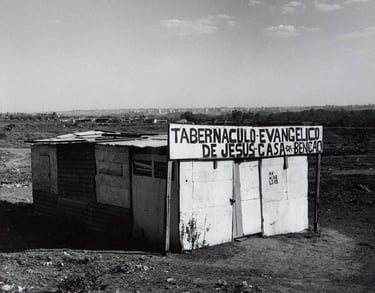 TABERNACULO·EVANGELICO
DE JESUS·CASA DE BENÇÃO